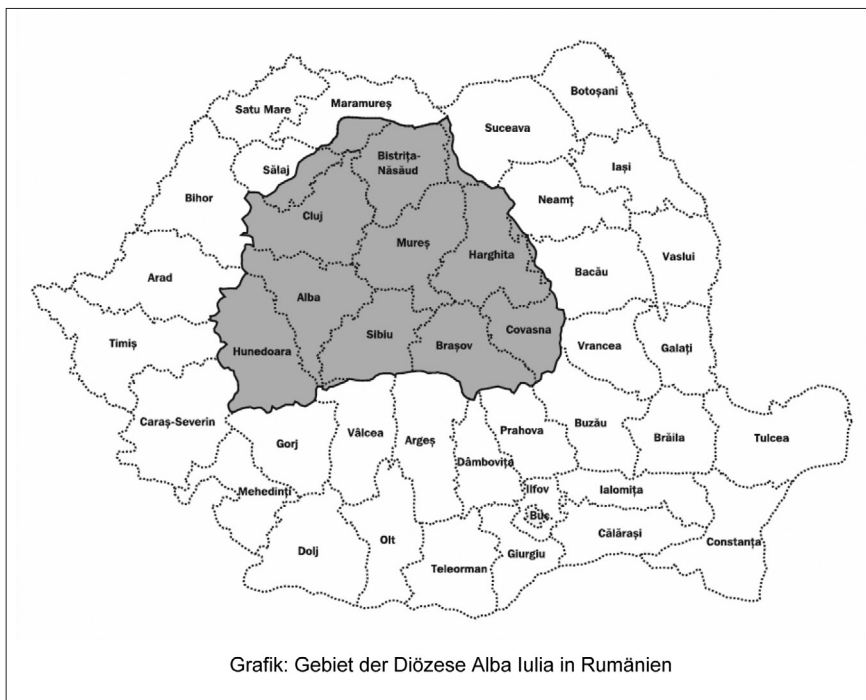 Botoșani
Satu Mare
Maramureș
Suceava
Bistrița-
Năsăud
Sălaj
Iași
Bihor
Neamț
Cluj
Mureș
Harghita
Vaslui
Bacău
Arad
Alba
Hunedoara
Sibiu
Brașov
Covasna
Timiș
Vrancea
Galați
Caraș-Severin
Gorj
Vâlcea
Argeș
Prahova
Buzău
Brăila
Tulcea
Dâmbovița
Mehedinți
Ilfov
Ialomița
Buc.
Călărași
Constanța
Dolj
Olt
Giurgiu
Teleorman
Grafik: Gebiet der Diözese Alba Iulia in Rumänien